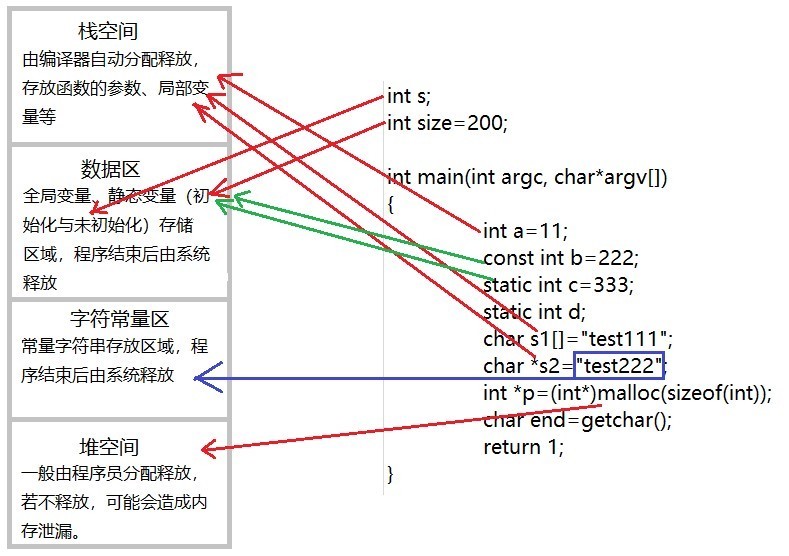 栈空间
由编译器自动分配释放，
存放函数的参数、局部变
量等
数据区
全局变量、静态变量（初
始化与未初始化）存储
区域，程序结束后由系统
释放
字符常量区
常量字符串存放区域，程
序结束后由系统释放
堆空间
一般由程序员分配释放，
若不释放，可能会造成内
存泄漏。
int s;
int size=200;
int main(int argc, char*argv[])
{
int a=11;
const int b=222;
static int c=333;
static int d;
char s1[]="test111";
char *s2="test222";
int *p=(int*)malloc(sizeof(int));
char end=getchar();
return 1;
}